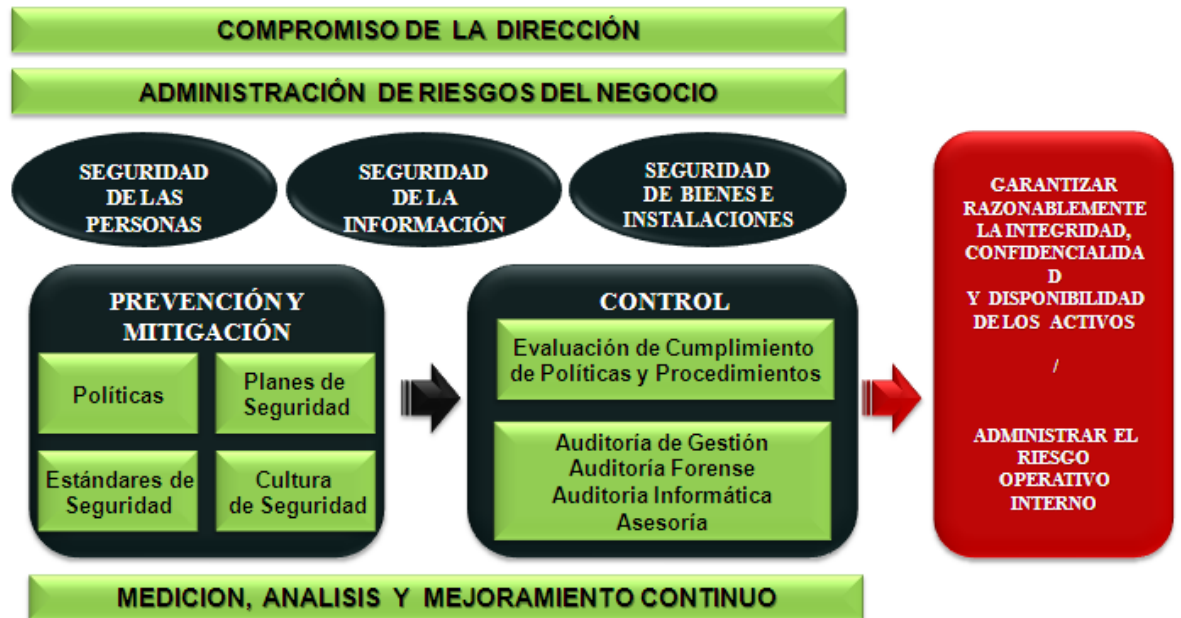 COMPROMISO DE LA DIRECCIÓN
ADMINISTRACIÓN DE RIESGOS DEL NEGOCIO
SEGURIDAD
DE LAS
PERSONAS
SEGURIDAD
DE LA
INFORMACIÓN
SEGURIDAD
DE BIENES E
INSTALACIONES
PREVENCIÓN Y
MITIGACIÓN
Políticas
Planes de
Seguridad
Estándares de
Seguridad
Cultura
de Seguridad
CONTROL
Evaluación de Cumplimiento
de Políticas y Procedimientos
Auditoría de Gestión
Auditoría Forense
Auditoria Informática
Asesoría
GARANTIZAR
RAZONABLEMENTE
LA INTEGRIDAD,
CONFIDENCIALIDA
D
Y DISPONIBILIDAD
DE LOS ACTIVOS
/
ADMINISTRAR EL
RIESGO
OPERATIVO
INTERNO
MEDICION, ANALISIS Y MEJORAMIENTO CONTINUO